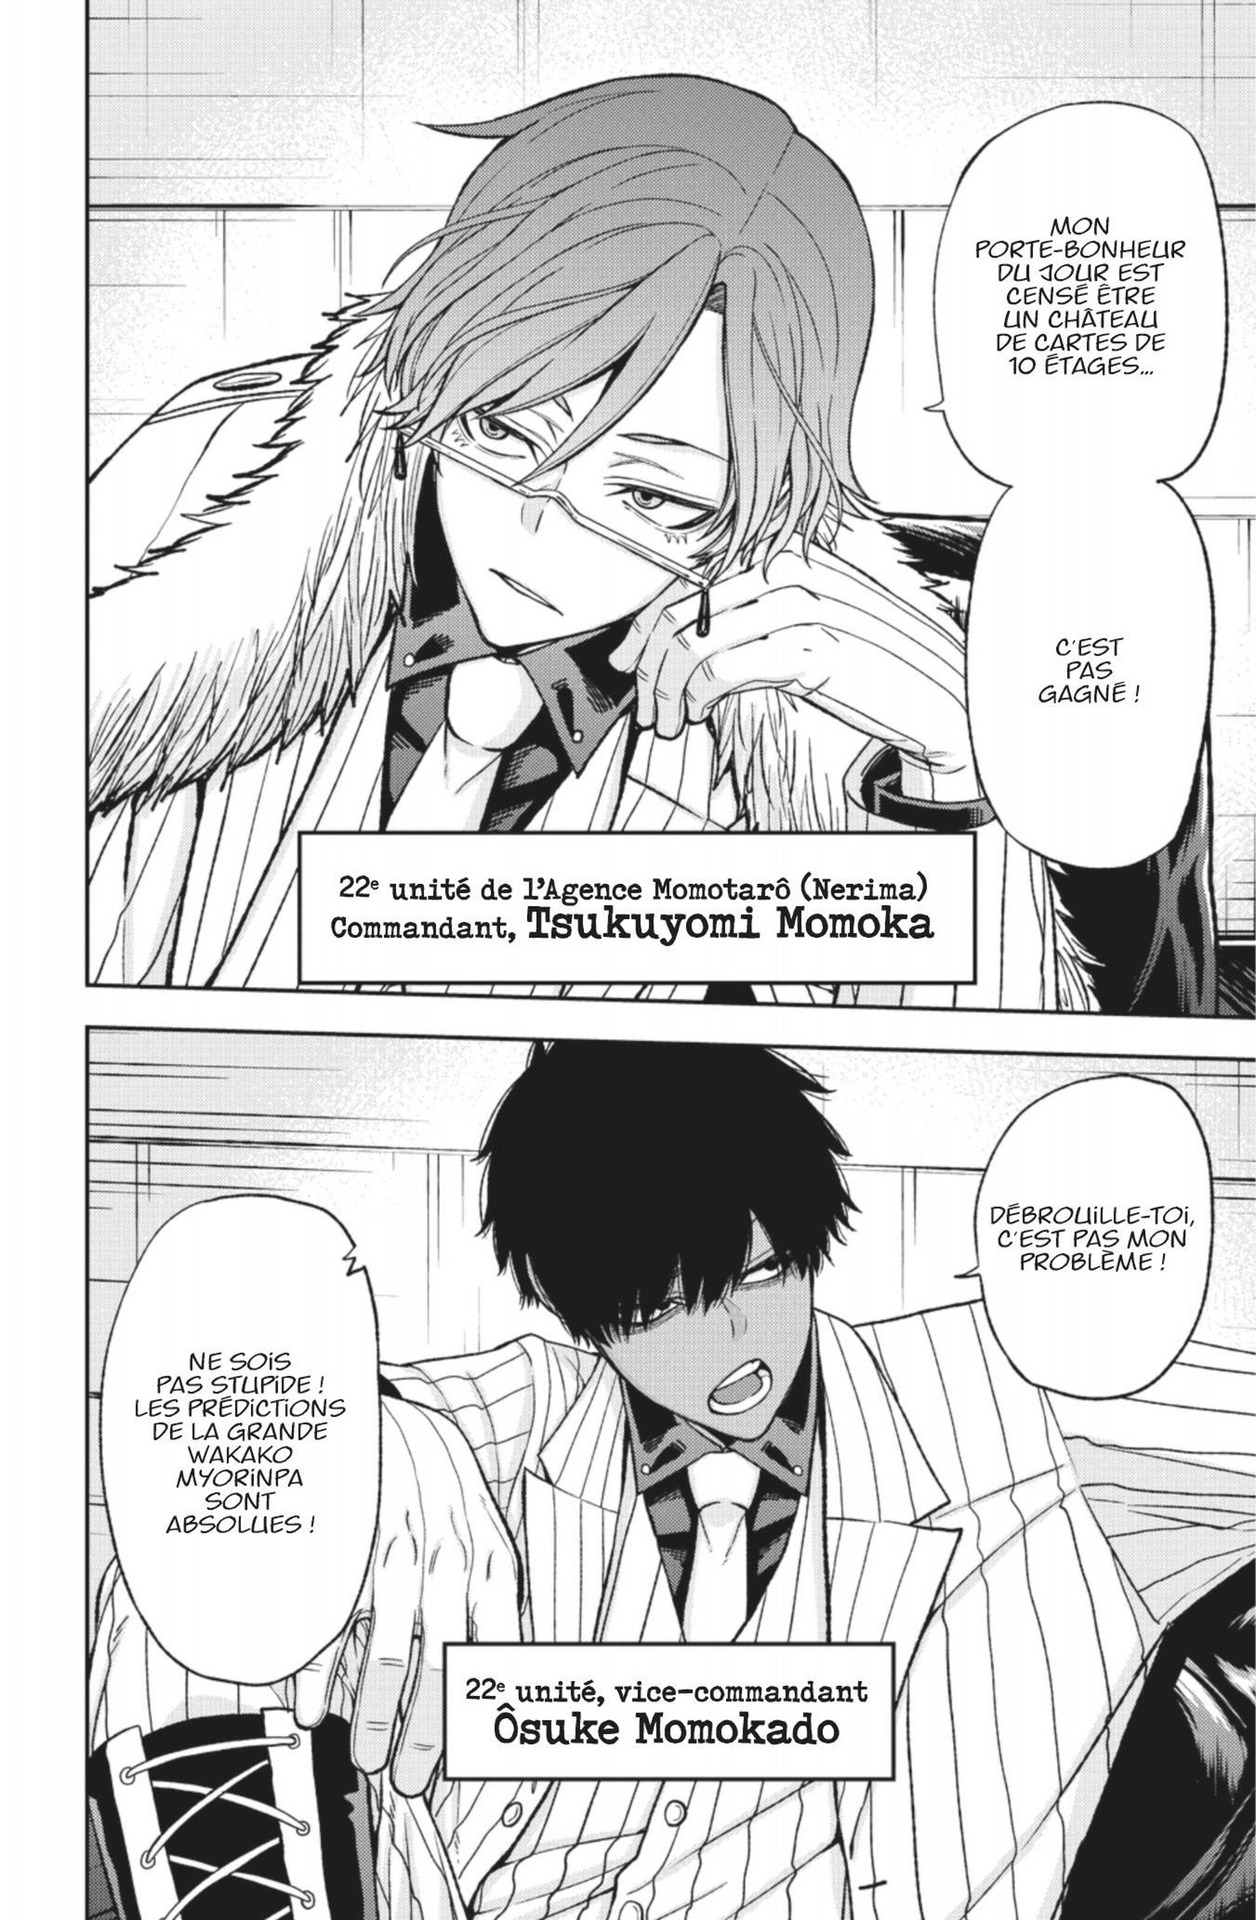 MON
PORTE-BONHEUR
DU JOUR EST
CENSÉ ÊTRE
UN CHÂTEAU
DE CARTES DE
10 ÉTAGES...
C'EST
PAS
GAGNÉ !
22e unité de l'Agence Momotarô (Nerima)
Commandant, Tsukuyomi Momoka
DÉBROUILLE-TOI,
C'EST PAS MON
PROBLÈME !
NE SOIS
PAS STUPIDE !
LES PRÉDICTIONS
DE LA GRANDE
WAKAKO
MYORINPA
SONT
ABSOLUES !
22e unité, vice-commandant
Ôsuke Momokado